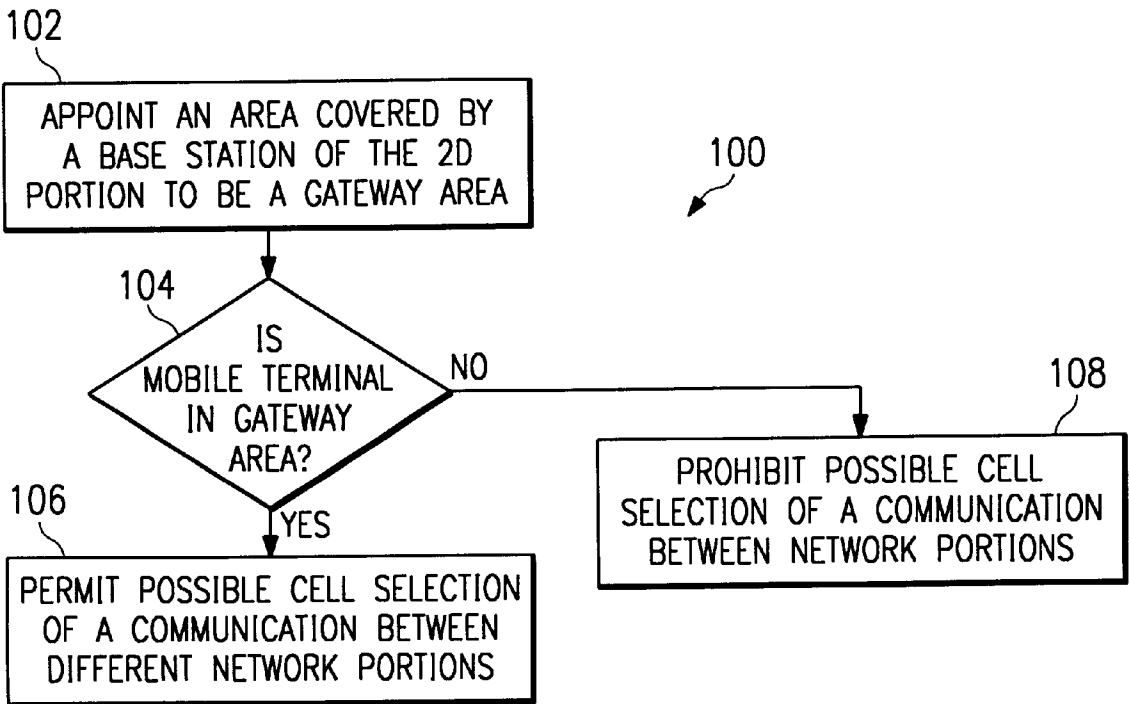 102
APPOINT AN AREA COVERED BY
A BASE STATION OF THE 2D
PORTION TO BE A GATEWAY AREA
100
104
IS
MOBILE TERMINAL
IN GATEWAY
AREA?
NO
YES
108
PROHIBIT POSSIBLE CELL
SELECTION OF A COMMUNICATION
BETWEEN NETWORK PORTIONS
106
PERMIT POSSIBLE CELL SELECTION
OF A COMMUNICATION BETWEEN
DIFFERENT NETWORK PORTIONS